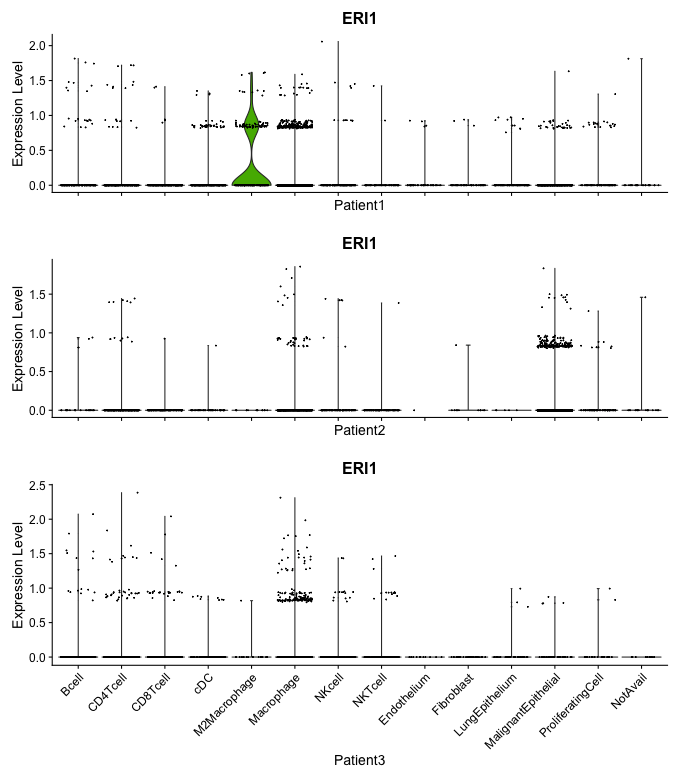 ERI1
Expression Level
2.0
1.5
1.0
0.5
0.0
Patient1
ERI1
Expression Level
1.5
1.0
0.5
0.0
Patient2
ERI1
Expression Level
2.5
2.0
1.5
1.0
0.5
0.0
Bcell
CD4Tcell
CD8Tcell
cDC
M2Macrophage
Macrophage
NKcell
NKTcell
Endothelium
Fibroblast
LungEpithelium
MalignantEpithelial
ProliferatingCell
NotAvail
Patient3